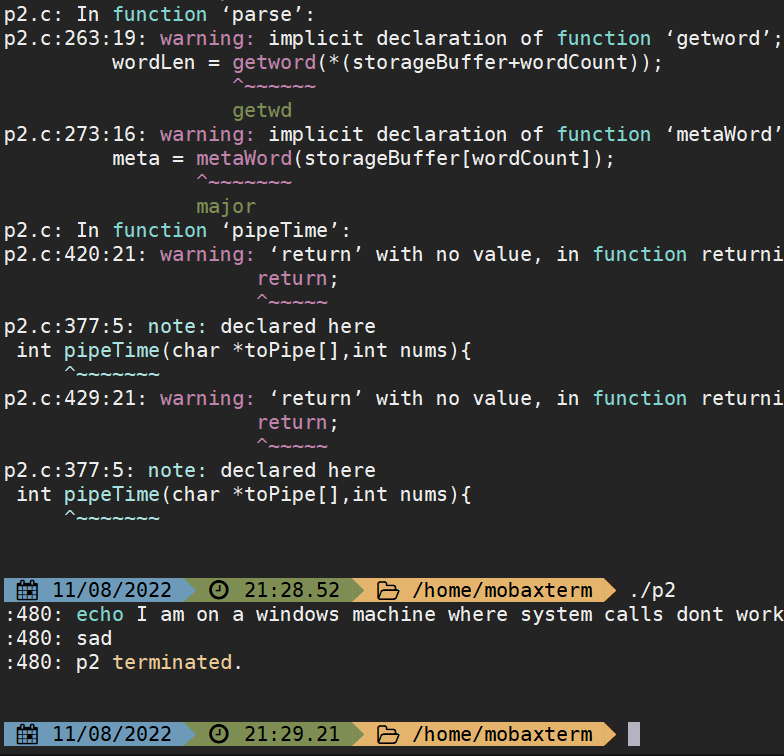 p2.c: In function ‘parse’:
p2.c:263:19: warning: implicit declaration of function ‘getword’;
wordLen = getword(*(storageBuffer+wordCount));
^~~~~~~
getwd
p2.c:273:16: warning: implicit declaration of function ‘metaWord’
meta = metaWord(storageBuffer[wordCount]);
^~~~~~~~
major
p2.c: In function ‘pipeTime’:
p2.c:420:21: warning: ‘return’ with no value, in function returni
return;
^~~~~~
p2.c:377:5: note: declared here
int pipeTime(char *toPipe[],int nums){
^~~~~~~~
p2.c:429:21: warning: ‘return’ with no value, in function returni
return;
^~~~~~
p2.c:377:5: note: declared here
int pipeTime(char *toPipe[],int nums){
^~~~~~~~
11/08/2022 21:28.52 /home/mobaxterm ./p2
:480: echo I am on a windows machine where system calls dont work
:480: sad
:480: p2 terminated.
11/08/2022 21:29.21 /home/mobaxterm